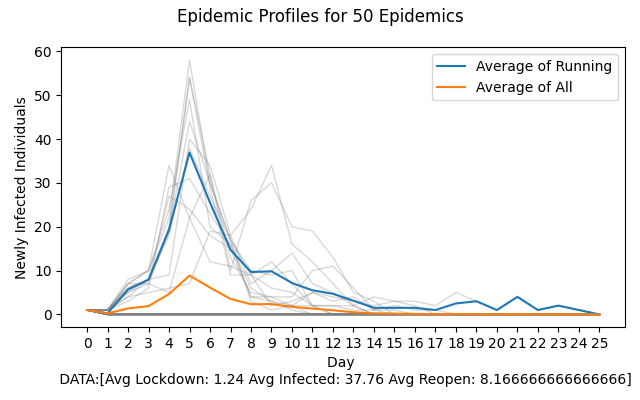 Epidemic Profiles for 50 Epidemics
60
50
40
30
20
10
0
Newly Infected Individuals
Average of Running
Average of All
0 1 2 3 4 5 6 7 8 9 10 11 12 13 14 15 16 17 18 19 20 21 22 23 24 25
Day
DATA:[Avg Lockdown: 1.24 Avg Infected: 37.76 Avg Reopen: 8.166666666666666]